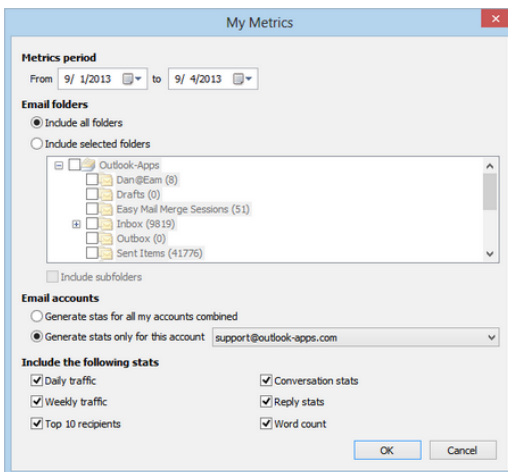 My Metrics
Metrics period
From 9/ 1/2013 to 9/ 4/2013
Email folders
Include all folders
Include selected folders
Outlook-Apps
Dan@Eam (8)
Drafts (0)
Easy Mail Merge Sessions (51)
Inbox (9819)
Outbox (0)
Sent Items (41776)
Include subfolders
Email accounts
Generate stas for all my accounts combined
Generate stats only for this account support@outlook-apps.com
Include the following stats
Daily traffic Conversation stats
Weekly traffic Reply stats
Top 10 recipients Word count
OK Cancel